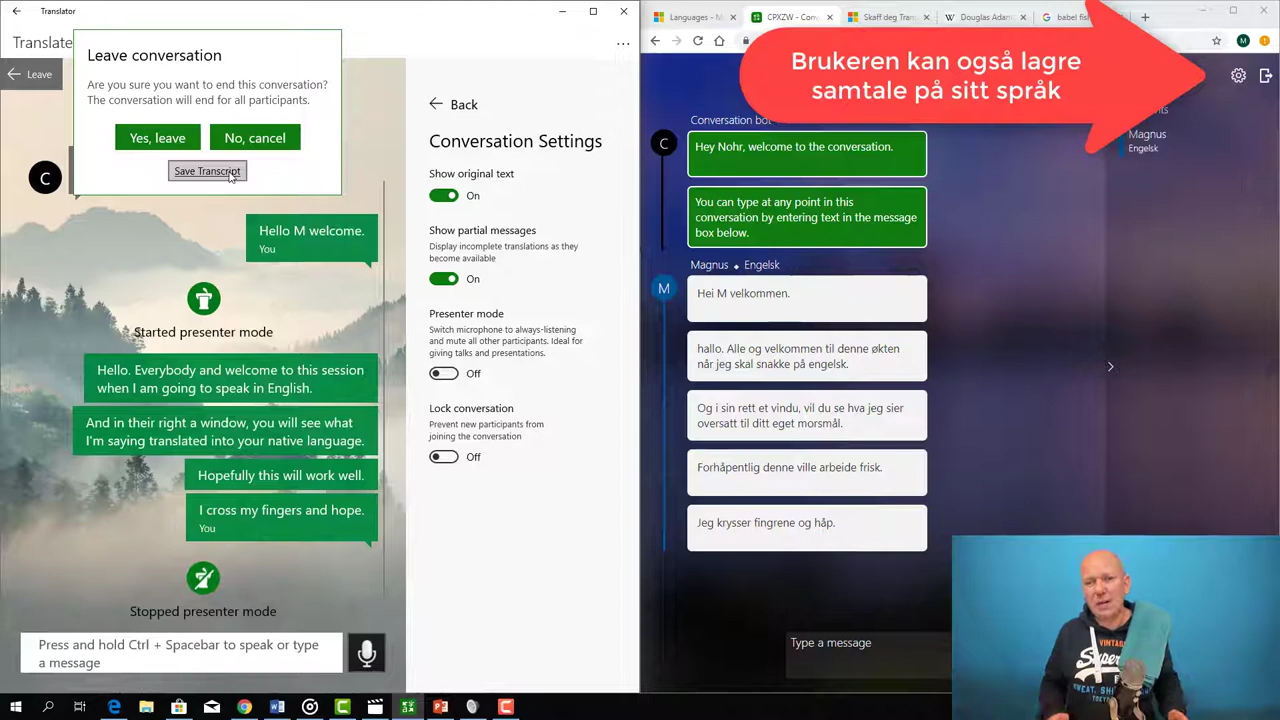 Translator
Translate
Leave
Leave conversation
Are you sure you want to end this conversation?
The conversation will end for all participants.
Yes, leave
No, cancel
Save Transcript
C
Hello M welcome.
You
Started presenter mode
Hello. Everybody and welcome to this session
when I am going to speak in English.
And in their right a window, you will see what
I'm saying translated into your native language.
Hopefully this will work well.
I cross my fingers and hope.
You
Stopped presenter mode
Press and hold Ctrl + Spacebar to speak or type
a message
Back
Conversation Settings
Show original text
On
Show partial messages
Display incomplete translations as they
become available
On
Presenter mode
Switch microphone to always-listening
and mute all other participants. Ideal for
giving talks and presentations.
Off
Lock conversation
Prevent new participants from
joining the conversation
Off
Languages - M
CPXZW - Con
Skaff deg Tran
Douglas Adam
babel fis
M
Brukeren kan også lagre
samtale på sitt språk
Magnus
Engelsk
Conversation bot
C
Hey Nohr, welcome to the conversation.
You can type at any point in this
conversation by entering text in the message
box below.
Magnus ⬥ Engelsk
M
Hei M velkommen.
hallo. Alle og velkommen til denne økten
når jeg skal snakke på engelsk.
Og i sin rett et vindu, vil du se hva jeg sier
oversatt til ditt eget morsmål.
Forhåpentlig denne ville arbeide frisk.
Jeg krysser fingrene og håp.
Type a message
VINTAGE